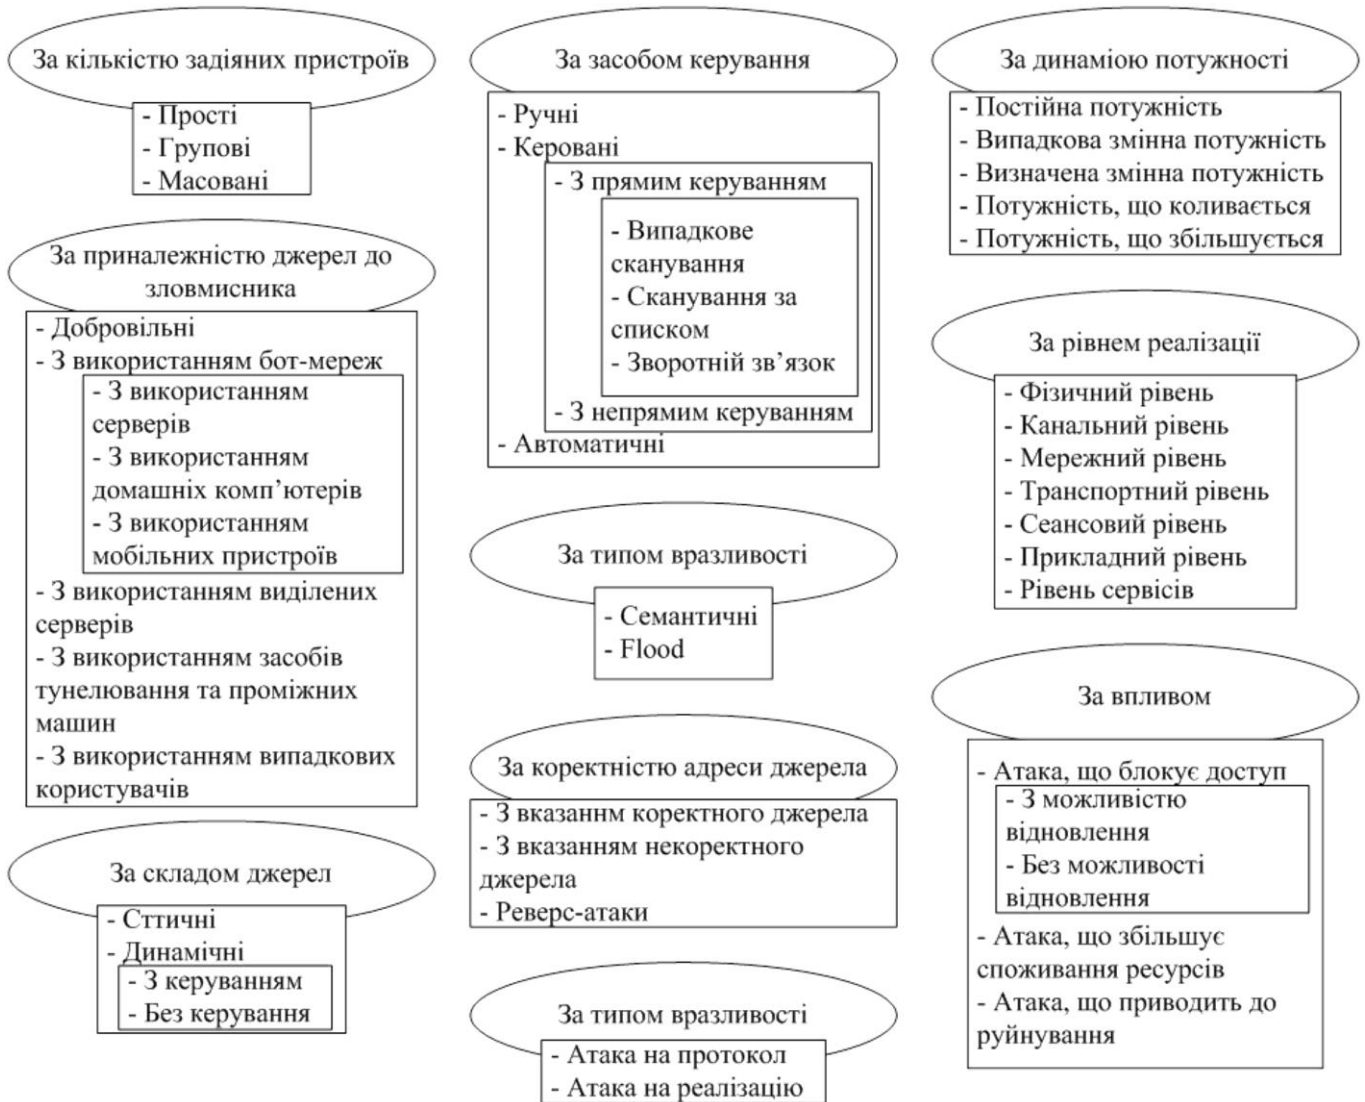 За кількістю задіяних пристроїв
- Прості
- Групові
- Масовані
За приналежністю джерел до
зловмисника
- Добровільні
- З використанням бот-мереж
- З використанням
серверів
- З використанням
домашніх комп’ютерів
- З використанням
мобільних пристроїв
- З використанням виділених
серверів
- З використанням засобів
тунелювання та проміжних
машин
- З використанням випадкових
користувачів
За складом джерел
- Сттичні
- Динамічні
- З керуванням
- Без керування
За засобом керування
- Ручні
- Керовані
- З прямим керуванням
- Випадкове
сканування
- Сканування за
списком
- Зворотній зв’язок
- З непрямим керуванням
- Автоматичні
За типом вразливості
- Семантичні
- Flood
За коректністю адреси джерела
- З вказаннм коректного джерела
- З вказанням некоректного
джерела
- Реверс-атаки
За типом вразливості
- Атака на протокол
- Атака на реалізацію
За динаміою потужності
- Постійна потужність
- Випадкова змінна потужність
- Визначена змінна потужність
- Потужність, що коливається
- Потужність, що збільшується
За рівнем реалізації
- Фізичний рівень
- Канальний рівень
- Мережний рівень
- Транспортний рівень
- Сеансовий рівень
- Прикладний рівень
- Рівень сервісів
За впливом
- Атака, що блокує доступ
- З можливістю
відновлення
- Без можливості
відновлення
- Атака, що збільшує
споживання ресурсів
- Атака, що приводить до
руйнування